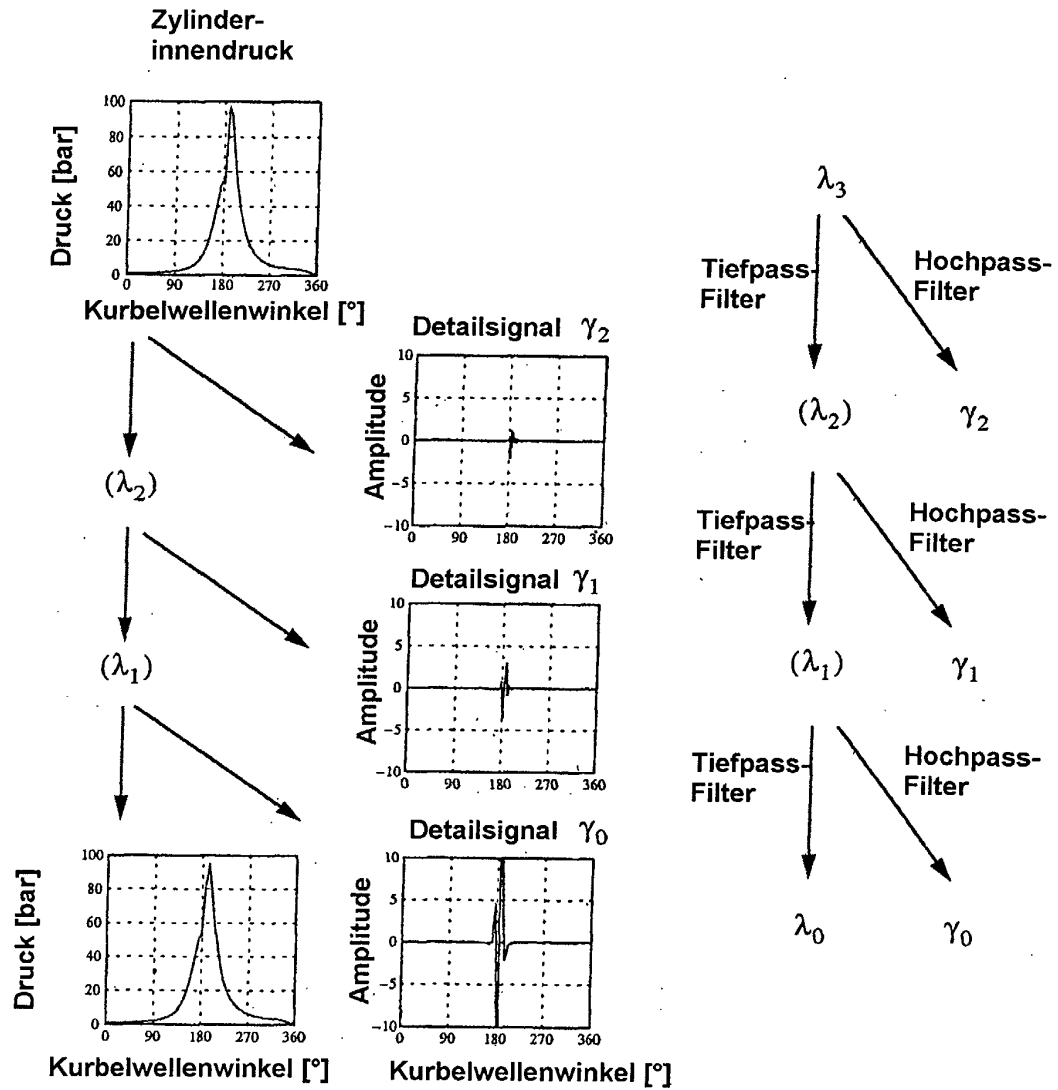 Zylinder-
innendruck
Druck [bar]
100
80
60
40
20
0
0 90 180 270 360
Kurbelwellenwinkel [°]
(λ2)
(λ1)
Druck [bar]
100
80
60
40
20
0
0 90 180 270 360
Kurbelwellenwinkel [°]
Detailsignal γ2
Amplitude
10
5
0
−5
−10
0 90 180 270 360
Detailsignal γ1
Amplitude
10
5
0
−5
−10
0 90 180 270 360
Detailsignal γ0
Amplitude
10
5
0
−5
−10
0 90 180 270 360
Kurbelwellenwinkel [°]
λ3
Tiefpass-
Filter
Hochpass-
Filter
(λ2) γ2
Tiefpass-
Filter
Hochpass-
Filter
(λ1) γ1
Tiefpass-
Filter
Hochpass-
Filter
λ0 γ0